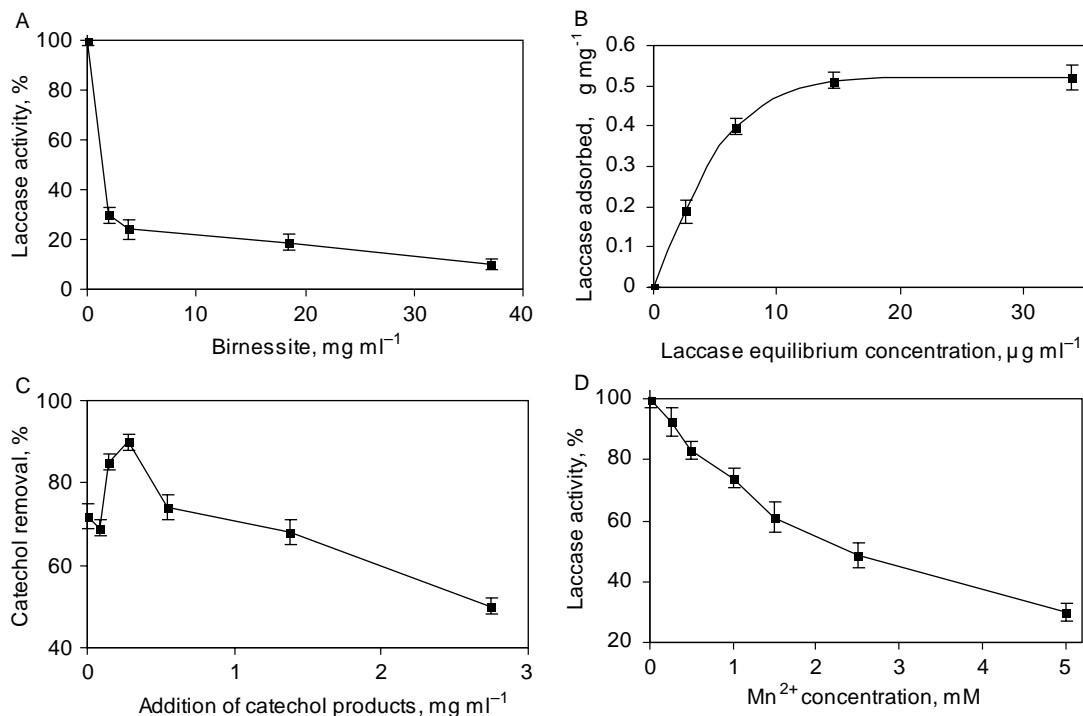 A
Laccase activity, %
100
80
60
40
20
0
0 10 20 30 40
Birnessite, mg ml⁻¹
B
Laccase adsorbed, g mg⁻¹
0.6
0.5
0.4
0.3
0.2
0.1
0
0 10 20 30
Laccase equilibrium concentration, µg ml⁻¹
C
Catechol removal, %
100
80
60
40
0 1 2 3
Addition of catechol products, mg ml⁻¹
D
Laccase activity, %
100
80
60
40
20
0 1 2 3 4 5
Mn²⁺ concentration, mM